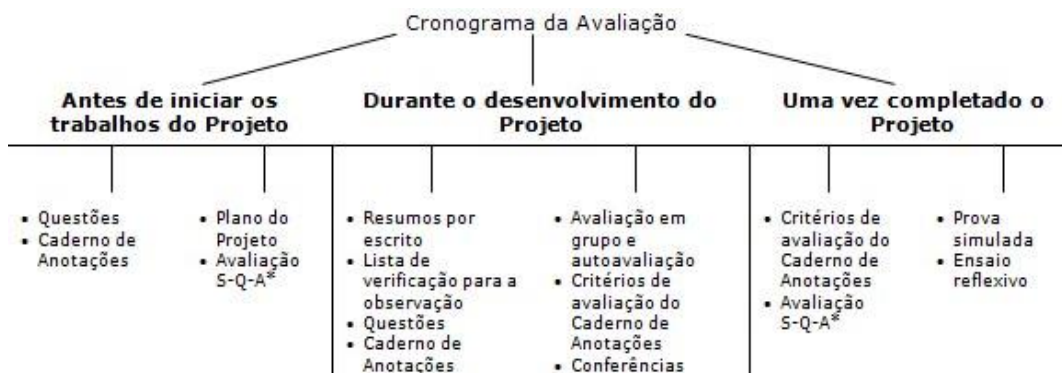 Cronograma da Avaliação
Antes de iniciar os
trabalhos do Projeto
• Questões
• Caderno de
Anotações
• Plano do
Projeto
• Avaliação
S-Q-A*
Durante o desenvolvimento do
Projeto
• Resumos por
escrito
• Lista de
verificação para a
observação
• Questões
• Caderno de
Anotações
• Avaliação em
grupo e
autoavaliação
• Critérios de
avaliação do
Caderno de
Anotações
• Conferências
Uma vez completado o
Projeto
• Critérios de
avaliação do
Caderno de
Anotações
• Avaliação
S-Q-A*
• Prova
simulada
• Ensaio
reflexivo